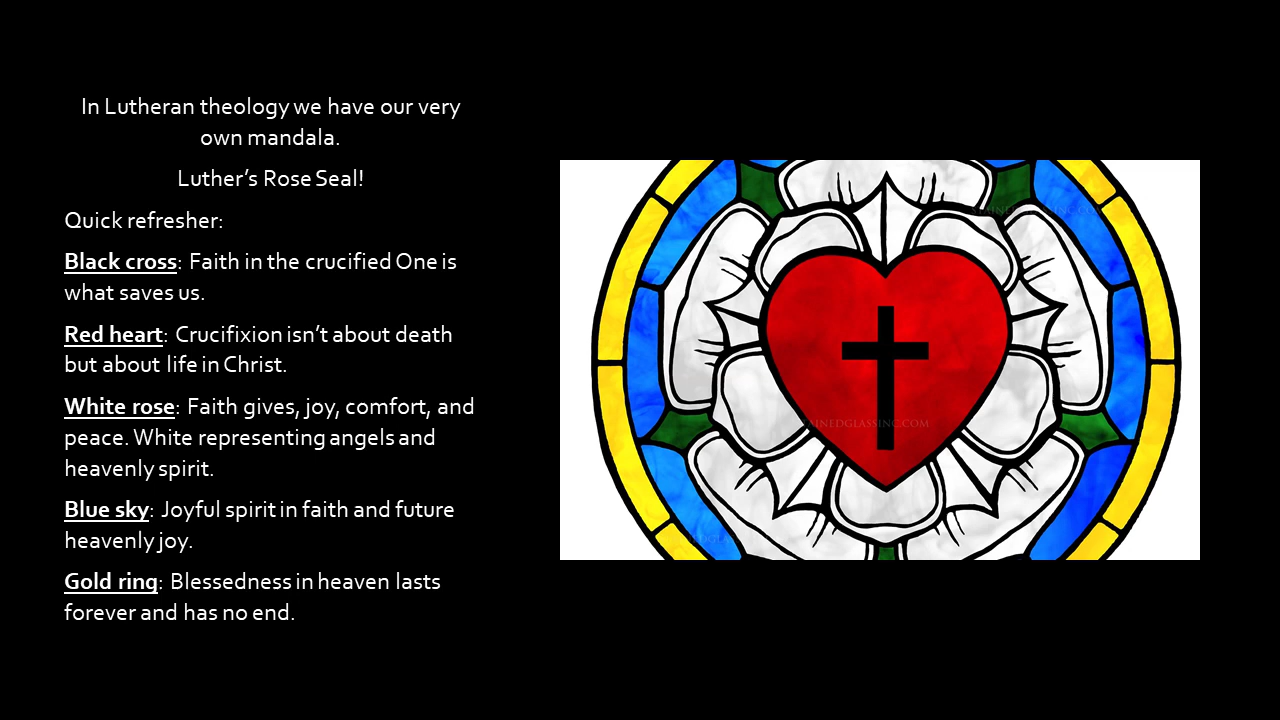 In Lutheran theology we have our very
own mandala.
Luther's Rose Seal!
Quick refresher:
Black cross: Faith in the crucified One is
what saves us.
Red heart: Crucifixion isn't about death
but about life in Christ.
White rose: Faith gives, joy, comfort, and
peace. White representing angels and
heavenly spirit.
Blue sky: Joyful spirit in faith and future
heavenly joy.
Gold ring: Blessedness in heaven lasts
forever and has no end.